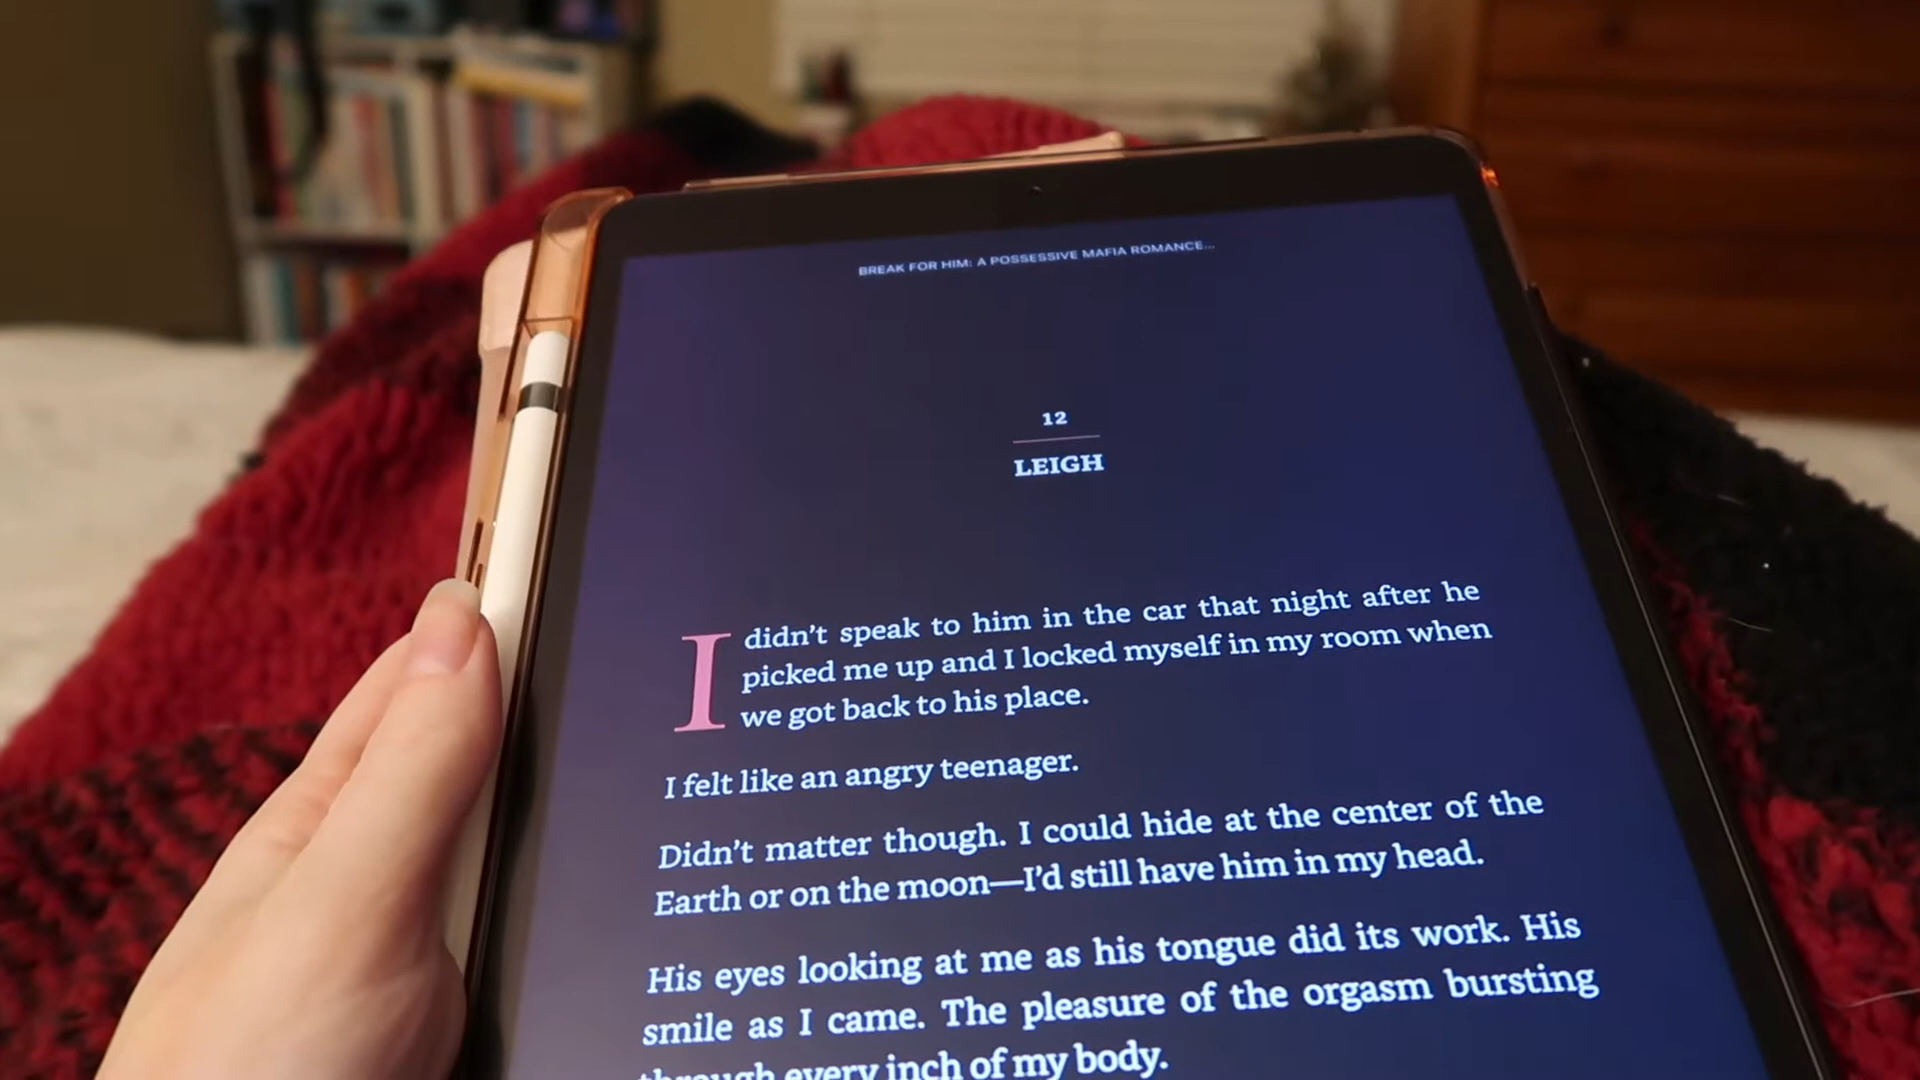 BREAK FOR HIM: A POSSESSIVE MAFIA ROMANCE...
12
LEIGH
I didn't speak to him in the car that night after he
picked me up and I locked myself in my room when
we got back to his place.
I felt like an angry teenager.
Didn't matter though. I could hide at the center of the
Earth or on the moon—I'd still have him in my head.
His eyes looking at me as his tongue did its work. His
smile as I came. The pleasure of the orgasm bursting
through every inch of my body.